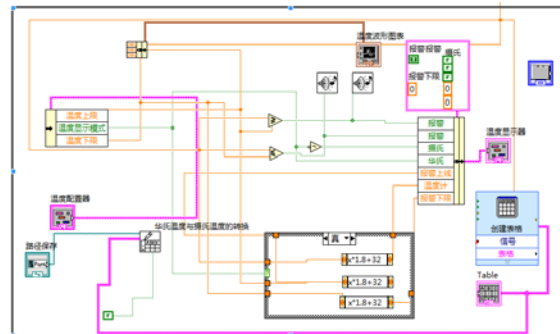 温度波形图表
报警报警
摄氏
报警下限
温度上限
温度显示模式
温度下限
报警
报警
摄氏
华氏
报警上线
温度计
报警下限
温度显示器
温度配置器
路径保存
华氏温度与摄氏温度的转换
真
x*1.8+32
x*1.8+32
x*1.8+32
创建表格
信号
表格
Table